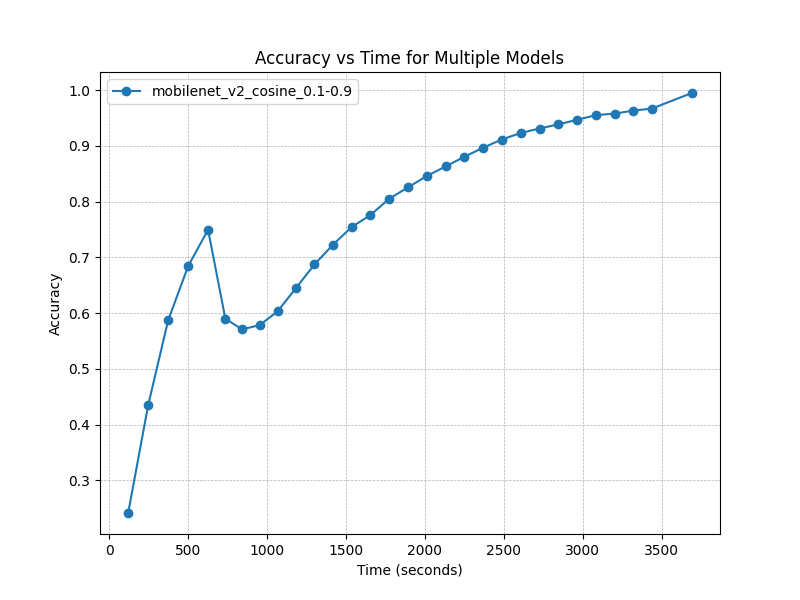 Accuracy vs Time for Multiple Models
mobilenet_v2_cosine_0.1-0.9
1.0
0.9
0.8
0.7
0.6
0.5
0.4
0.3
Accuracy
0 500 1000 1500 2000 2500 3000 3500
Time (seconds)